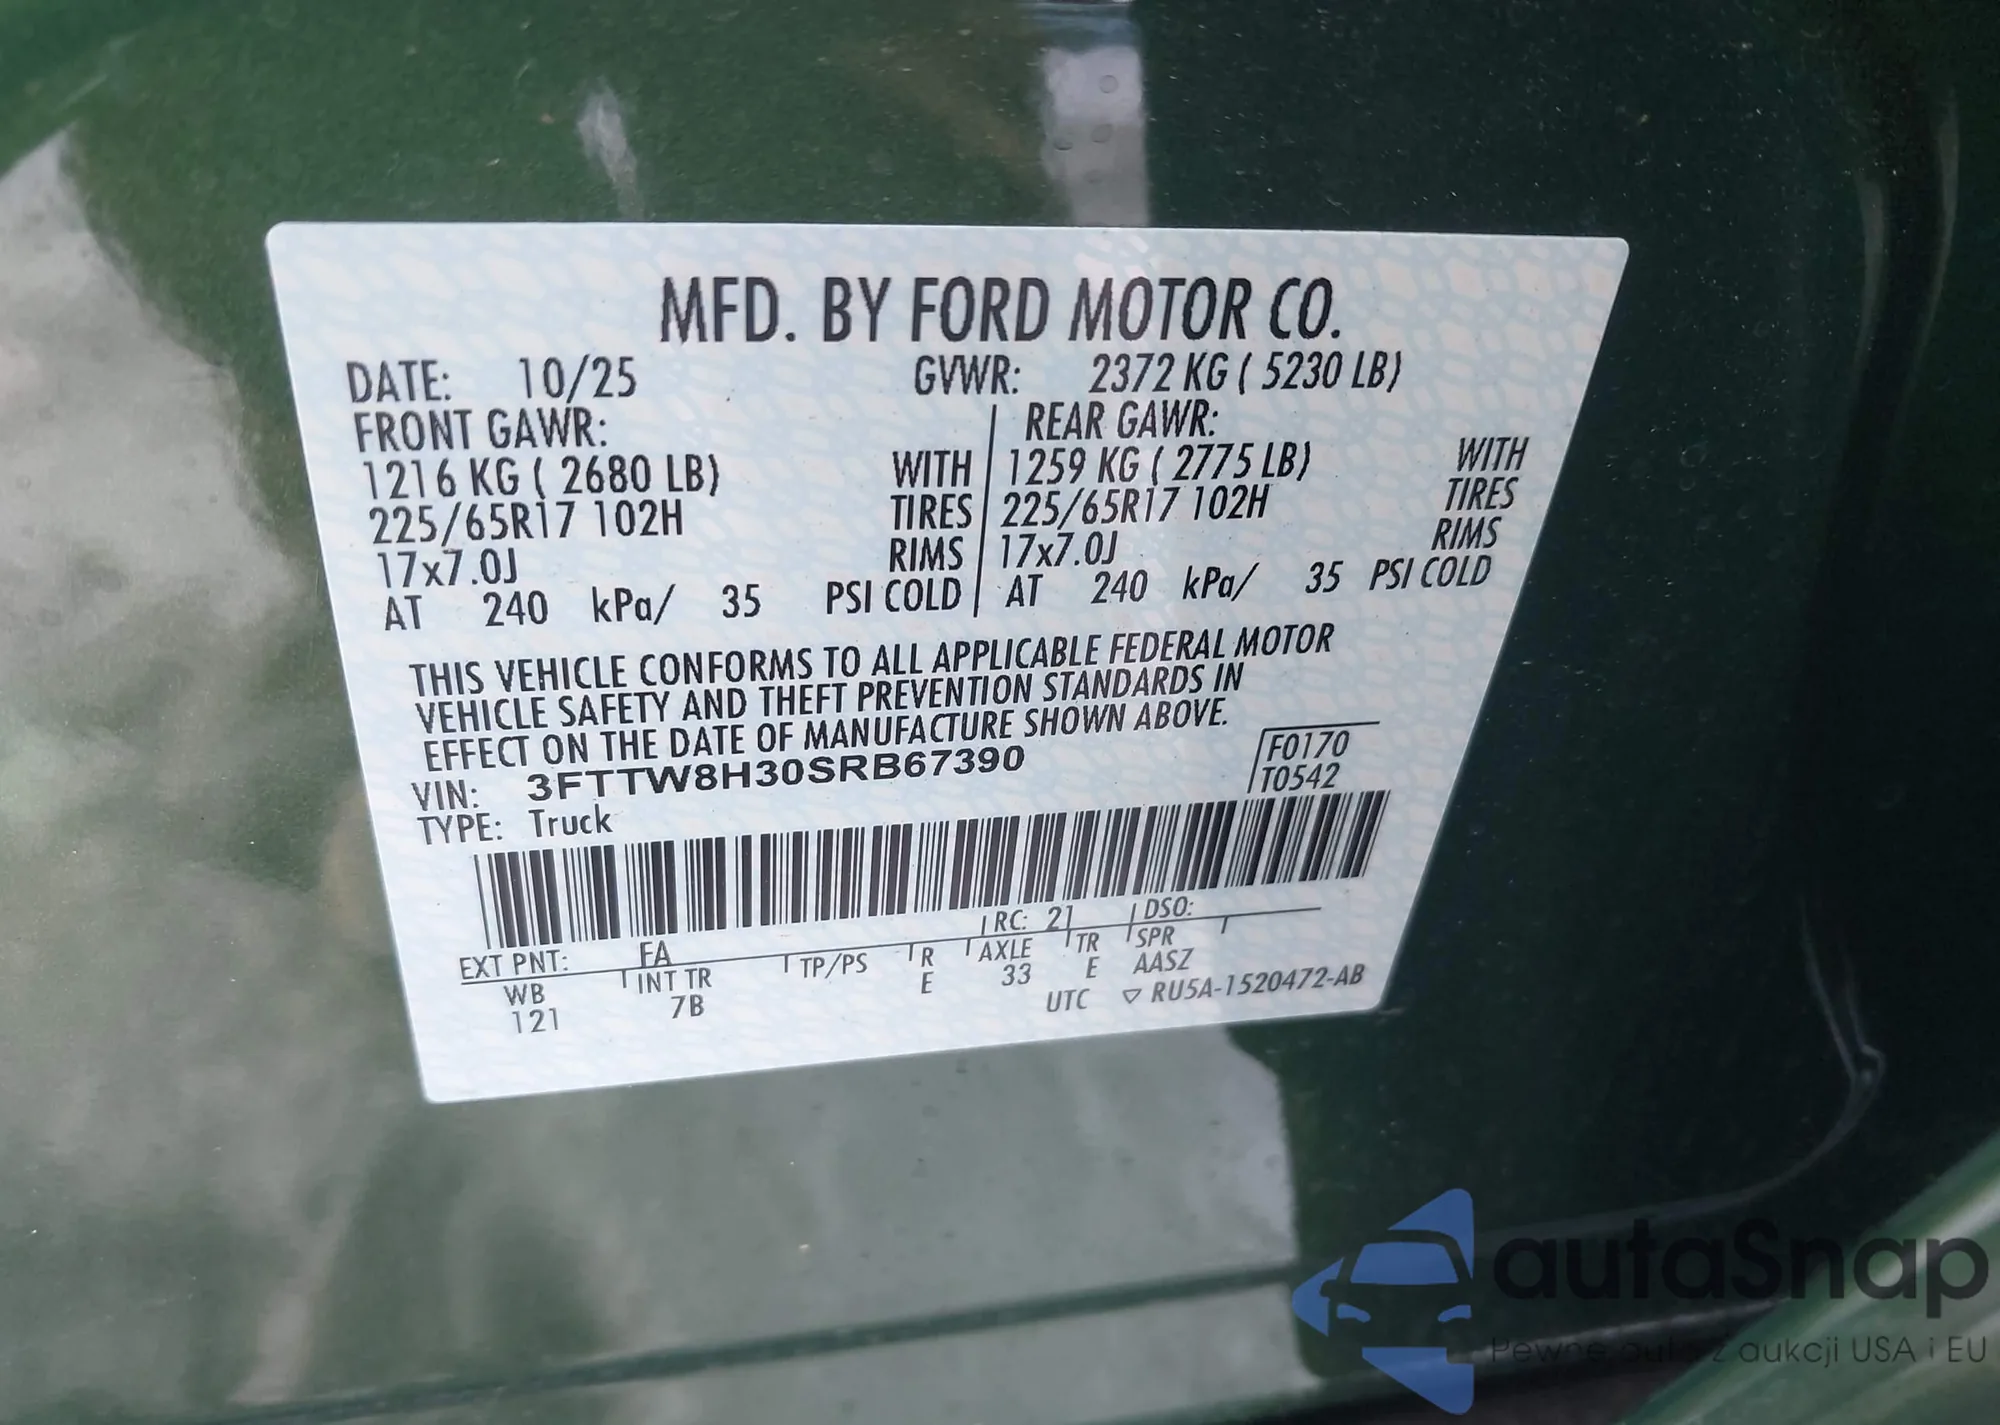 MFD. BY FORD MOTOR CO.
DATE: 10/25 GVWR: 2372 KG ( 5230 LB)
FRONT GAWR: REAR GAWR:
1216 KG ( 2680 LB) WITH 1259 KG ( 2775 LB) WITH
225/65R17 102H TIRES 225/65R17 102H TIRES
17x7.0J RIMS 17x7.0J RIMS
AT 240 kPa/ 35 PSI COLD AT 240 kPa/ 35 PSI COLD
THIS VEHICLE CONFORMS TO ALL APPLICABLE FEDERAL MOTOR
VEHICLE SAFETY AND THEFT PREVENTION STANDARDS IN
EFFECT ON THE DATE OF MANUFACTURE SHOWN ABOVE.
VIN: 3FTTW8H30SRB67390 F0170
TYPE: Truck T0542
EXT PNT: FA RC: 21 DSO:
WB INT TR TP/PS R AXLE TR SPR
121 7B E 33 E AASZ
UTC ▽ RU5A-1520472-AB
autaSnap
Pewne auta z aukcji USA i EU